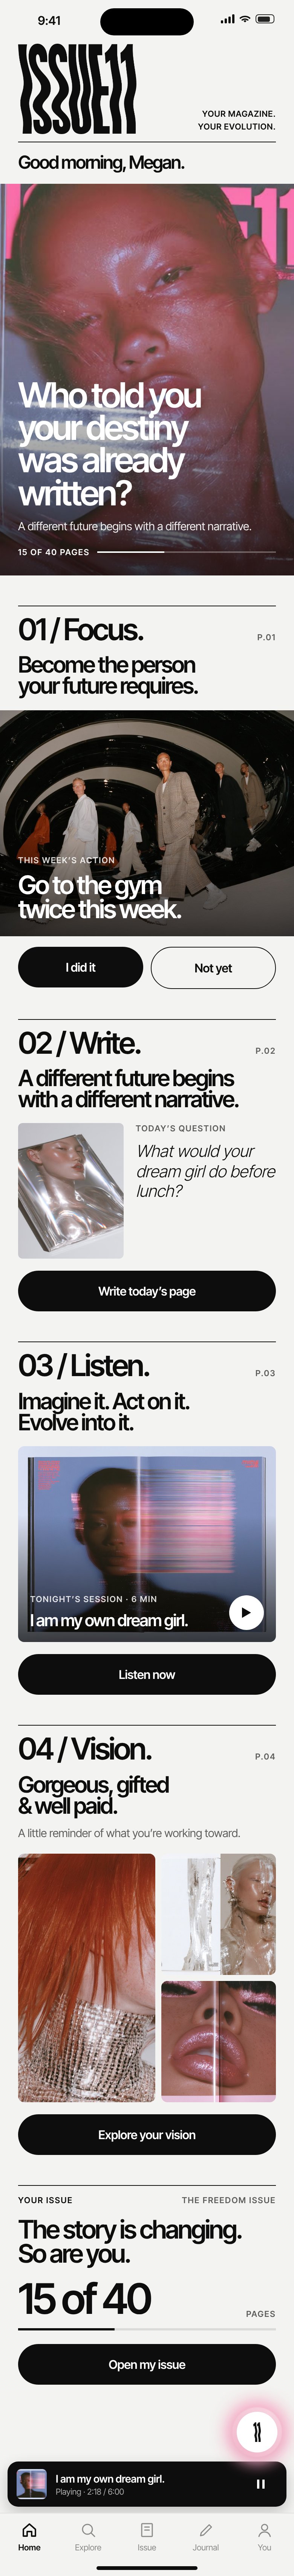 9:41
ISSUE11
YOUR MAGAZINE.
YOUR EVOLUTION.
Good morning, Megan.
Who told you
your destiny
was already
written?
A different future begins with a different narrative.
15 OF 40 PAGES
01 / Focus.
P.01
Become the person
your future requires.
THIS WEEK'S ACTION
Go to the gym
twice this week.
I did it
Not yet
02 / Write.
P.02
A different future begins
with a different narrative.
TODAY'S QUESTION
What would your
dream girl do before
lunch?
Write today's page
03 / Listen.
P.03
Imagine it. Act on it.
Evolve into it.
TONIGHT'S SESSION · 6 MIN
I am my own dream girl.
Listen now
04 / Vision.
P.04
Gorgeous, gifted
& well paid.
A little reminder of what you're working toward.
Explore your vision
YOUR ISSUE
THE FREEDOM ISSUE
The story is changing.
So are you.
15 of 40
PAGES
Open my issue
11
I am my own dream girl.
Playing · 2:18 / 6:00
Home
Explore
Issue
Journal
You